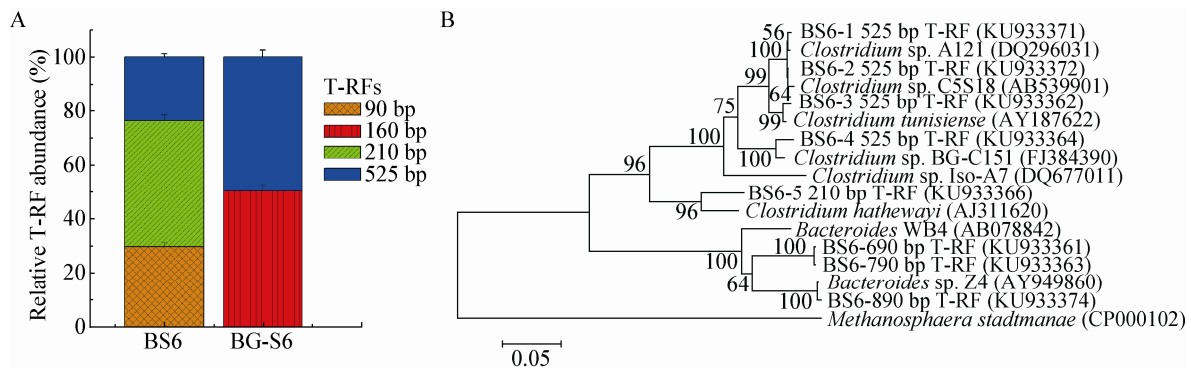 A
Relative T-RF abundance (%)
100
80
60
40
20
0
BS6
BG-S6
T-RFs
90 bp
160 bp
210 bp
525 bp
B
BS6-1 525 bp T-RF (KU933371)
Clostridium sp. A121 (DQ296031)
BS6-2 525 bp T-RF (KU933372)
Clostridium sp. C5S18 (AB539901)
BS6-3 525 bp T-RF (KU933362)
Clostridium tunisiense (AY187622)
BS6-4 525 bp T-RF (KU933364)
Clostridium sp. BG-C151 (FJ384390)
Clostridium sp. Iso-A7 (DQ677011)
BS6-5 210 bp T-RF (KU933366)
Clostridium hathewayi (AJ311620)
Bacteroides WB4 (AB078842)
BS6-690 bp T-RF (KU933361)
BS6-790 bp T-RF (KU933363)
Bacteroides sp. Z4 (AY949860)
BS6-890 bp T-RF (KU933374)
Methanosphaera stadtmanae (CP000102)
56
100
99
64
99
75
100
100
96
96
100
100
64
100
0.05